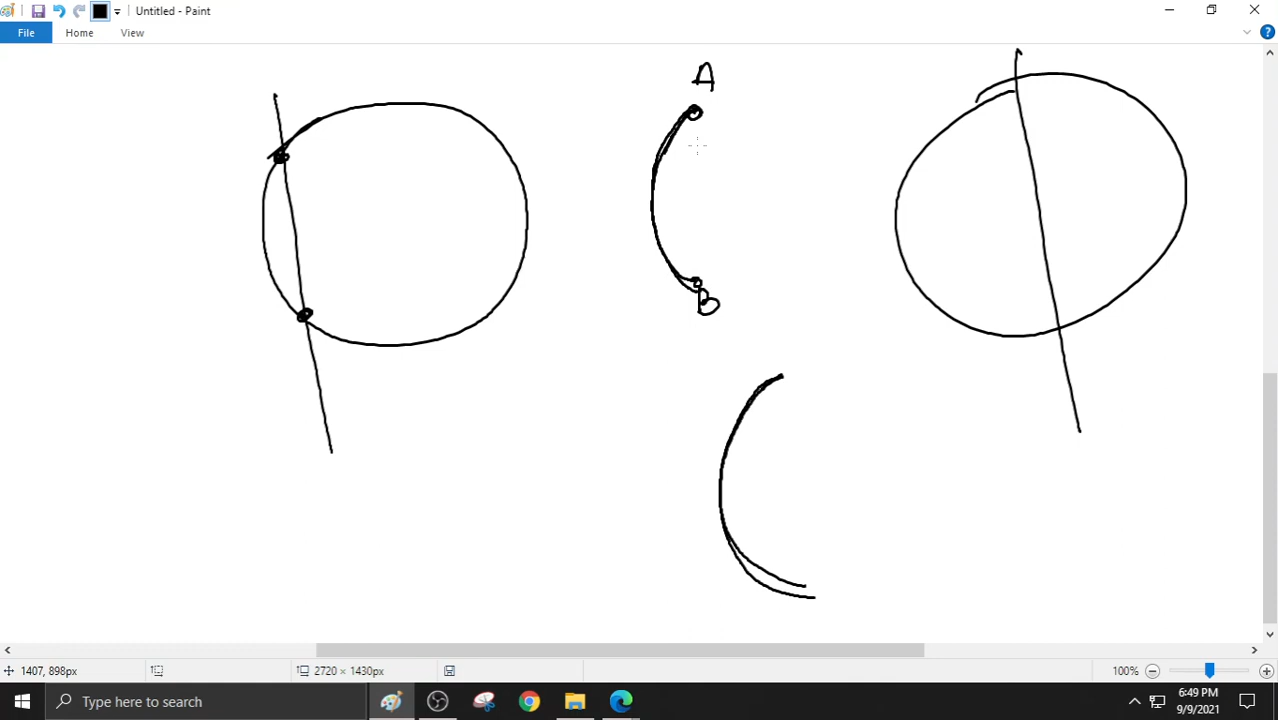 Untitled - Paint
File Home View
A
B
1407, 898px 2720 × 1430px 100%
Type here to search
6:49 PM
9/9/2021